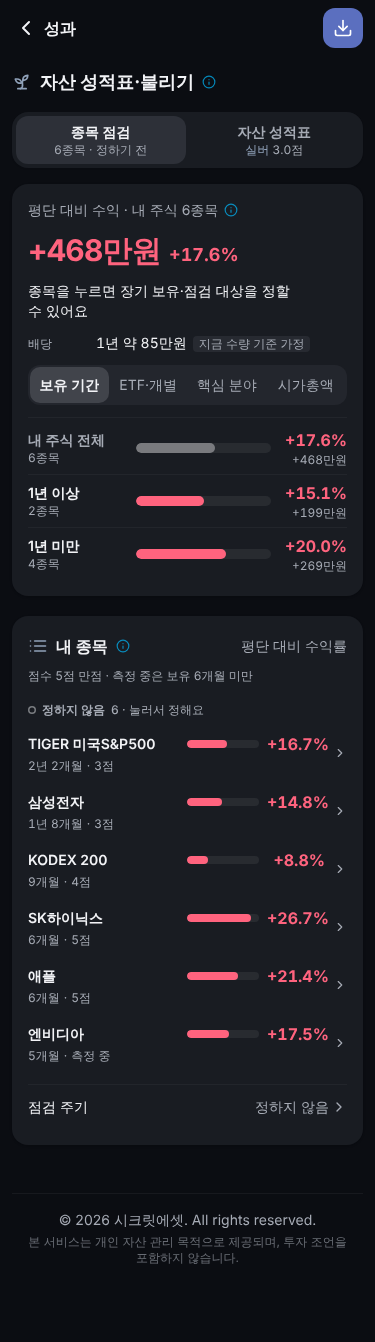 성과
자산 성적표·불리기
종목 점검
6종목 · 정하기 전
자산 성적표
실버 3.0점
평단 대비 수익 · 내 주식 6종목
+468만원 +17.6%
종목을 누르면 장기 보유·점검 대상을 정할
수 있어요
배당 1년 약 85만원 지금 수량 기준 가정
보유 기간 ETF·개별 핵심 분야 시가총액
내 주식 전체 +17.6%
6종목 +468만원
1년 이상 +15.1%
2종목 +199만원
1년 미만 +20.0%
4종목 +269만원
내 종목 평단 대비 수익률
점수 5점 만점 · 측정 중은 보유 6개월 미만
정하지 않음 6 · 눌러서 정해요
TIGER 미국S&P500 +16.7%
2년 2개월 · 3점
삼성전자 +14.8%
1년 8개월 · 3점
KODEX 200 +8.8%
9개월 · 4점
SK하이닉스 +26.7%
6개월 · 5점
애플 +21.4%
6개월 · 5점
엔비디아 +17.5%
5개월 · 측정 중
점검 주기 정하지 않음
© 2026 시크릿에셋. All rights reserved.
본 서비스는 개인 자산 관리 목적으로 제공되며, 투자 조언을
포함하지 않습니다.